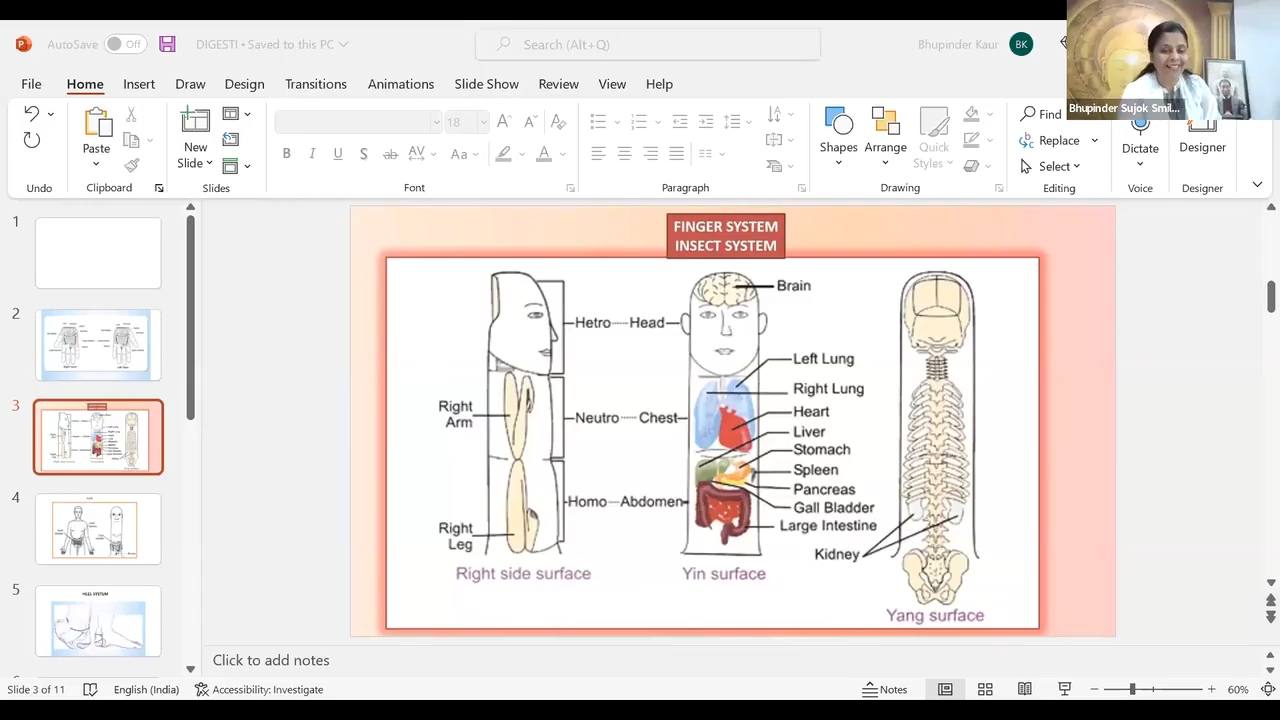 AutoSave Off DIGESTI • Saved to this PC Search (Alt+Q) Bhupinder Kaur BK
Bhupinder Sujok Smil...
File Home Insert Draw Design Transitions Animations Slide Show Review View Help
Undo
Paste
Clipboard
New
Slide
Slides
18
Font
Paragraph
Shapes
Arrange
Quick
Styles
Drawing
Find
Replace
Select
Editing
Dictate
Voice
Designer
Designer
1
2
3
4
5
HEEL SYSTEM
FINGER SYSTEM
INSECT SYSTEM
Brain
Hetro Head
Left Lung
Right Lung
Right
Arm
Neutro Chest
Heart
Liver
Stomach
Spleen
Pancreas
Homo Abdomen
Gall Bladder
Large Intestine
Right
Leg
Kidney
Right side surface
Yin surface
Yang surface
Click to add notes
Slide 3 of 11 English (India) Accessibility: Investigate Notes 60%